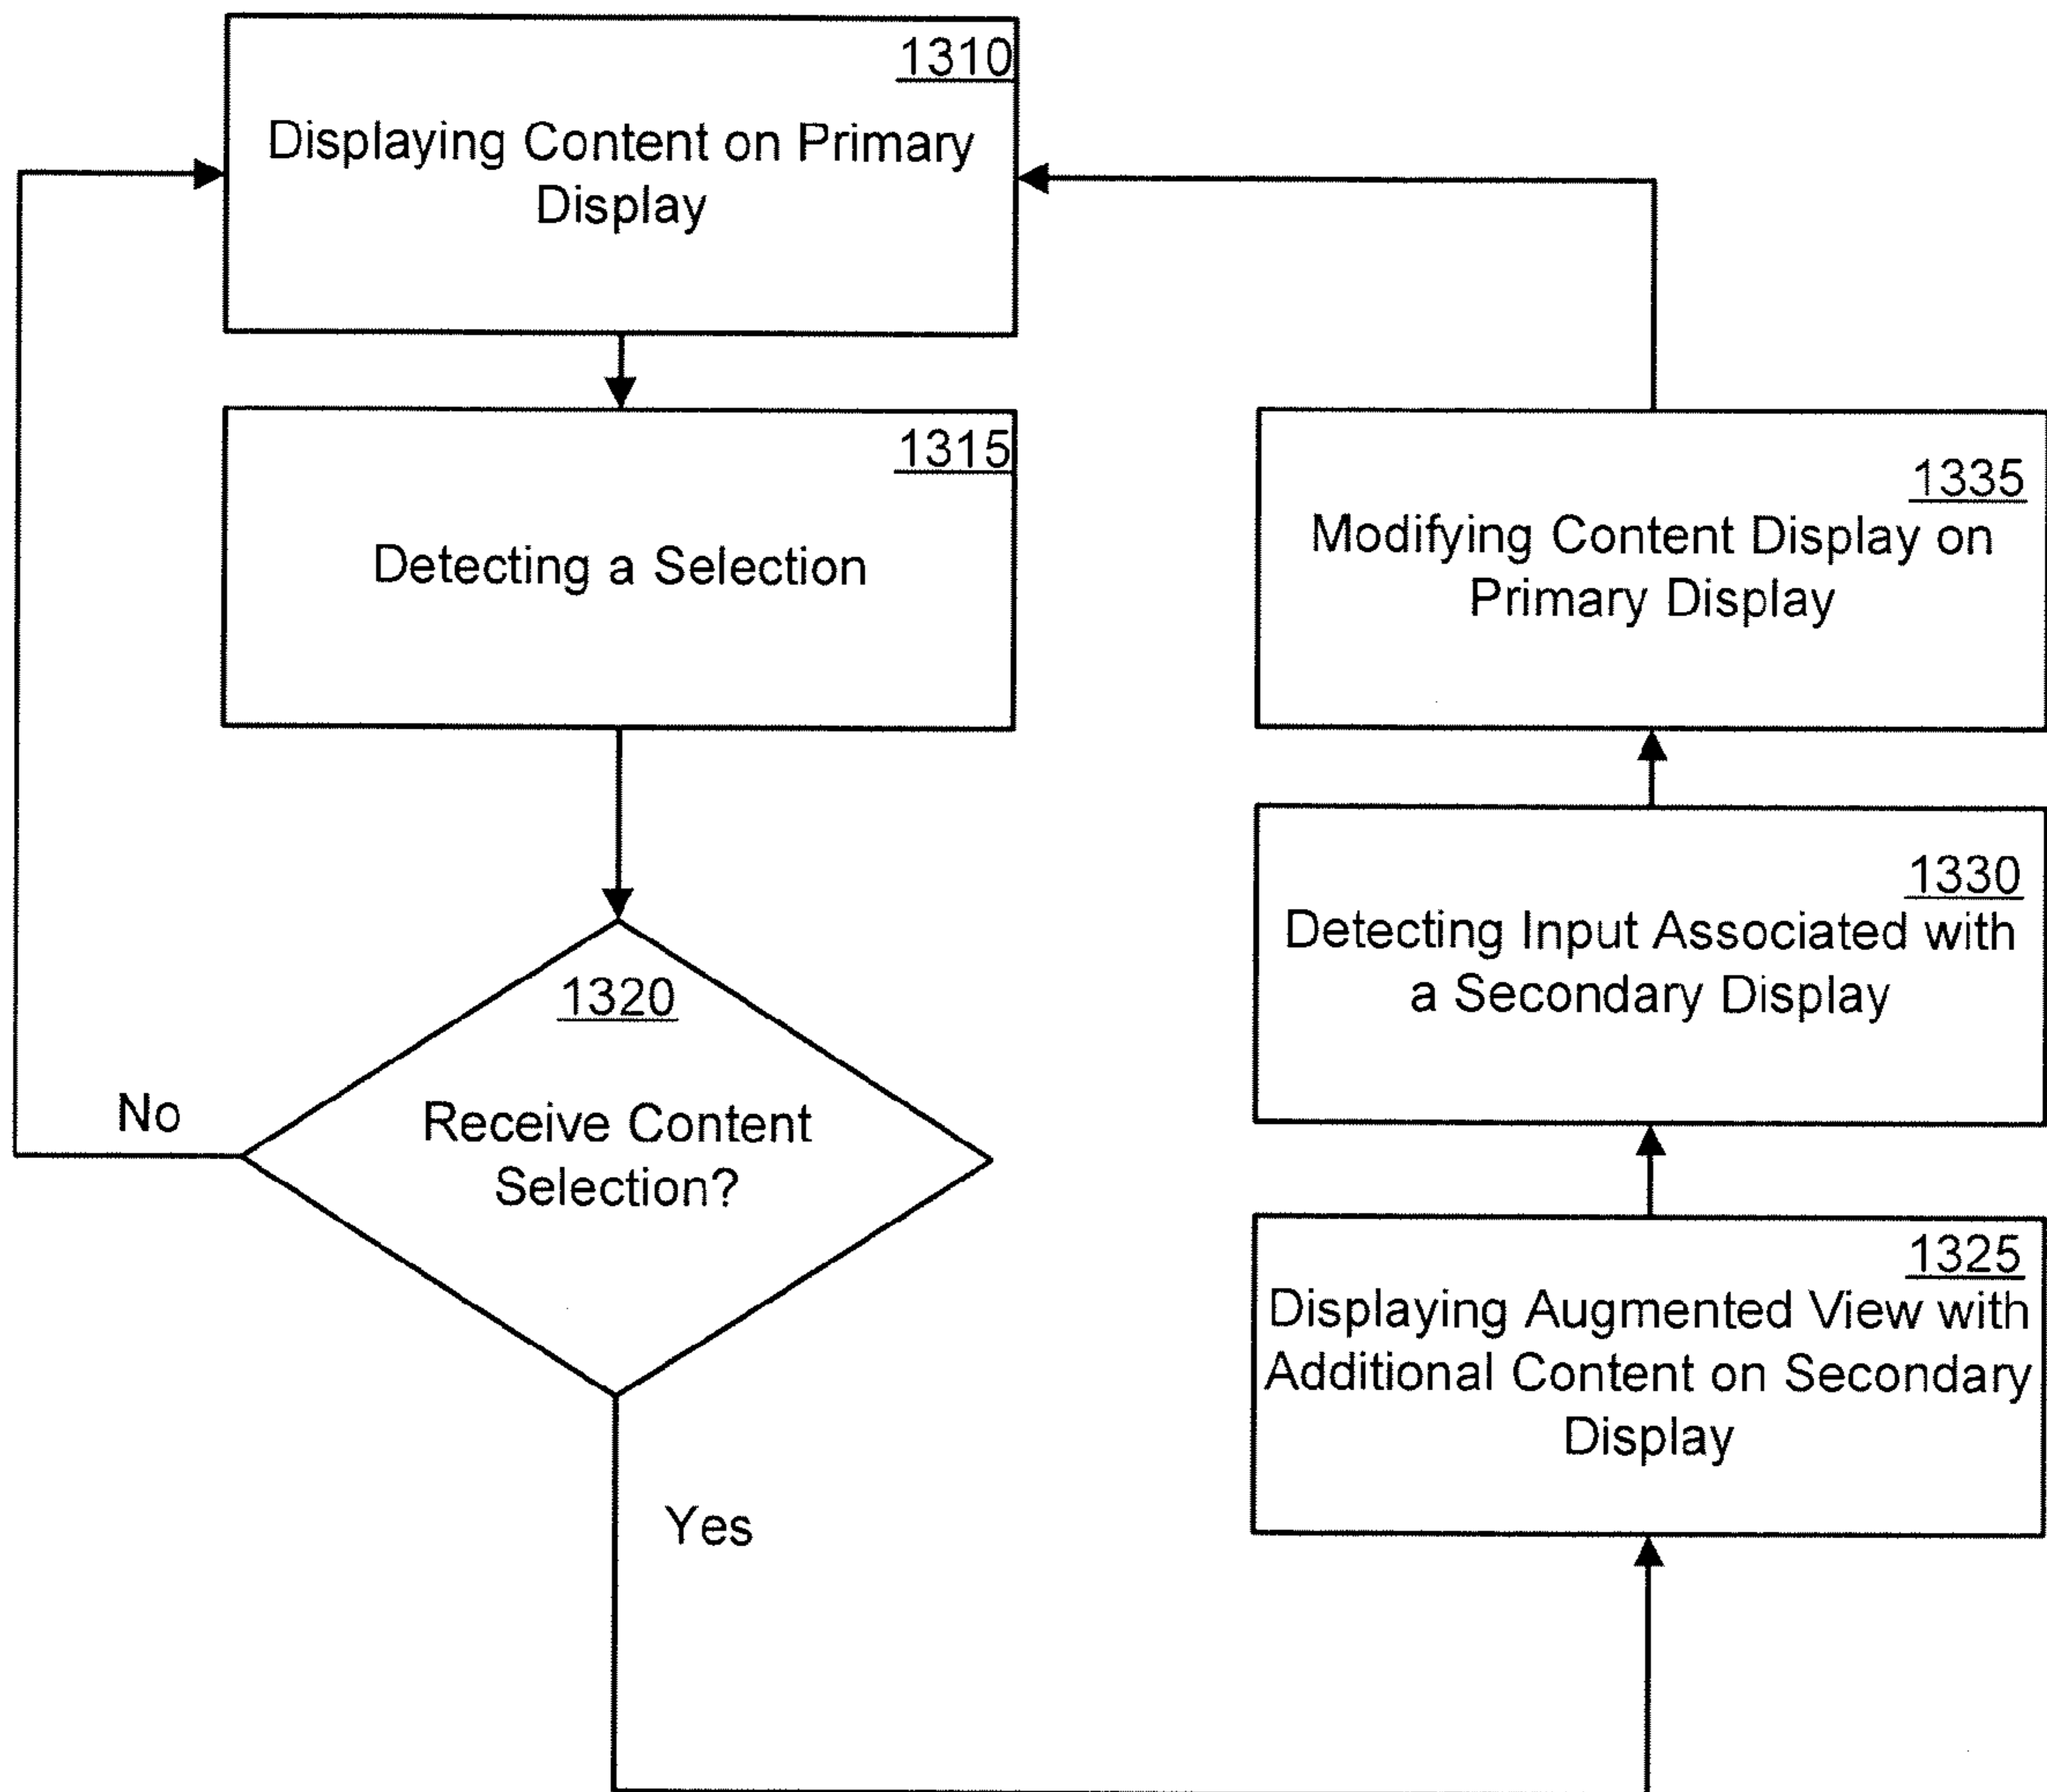 1310
Displaying Content on Primary
Display
1315
Detecting a Selection
1320
Receive Content
Selection?
No
Yes
1325
Displaying Augmented View with
Additional Content on Secondary
Display
1330
Detecting Input Associated with
a Secondary Display
1335
Modifying Content Display on
Primary Display